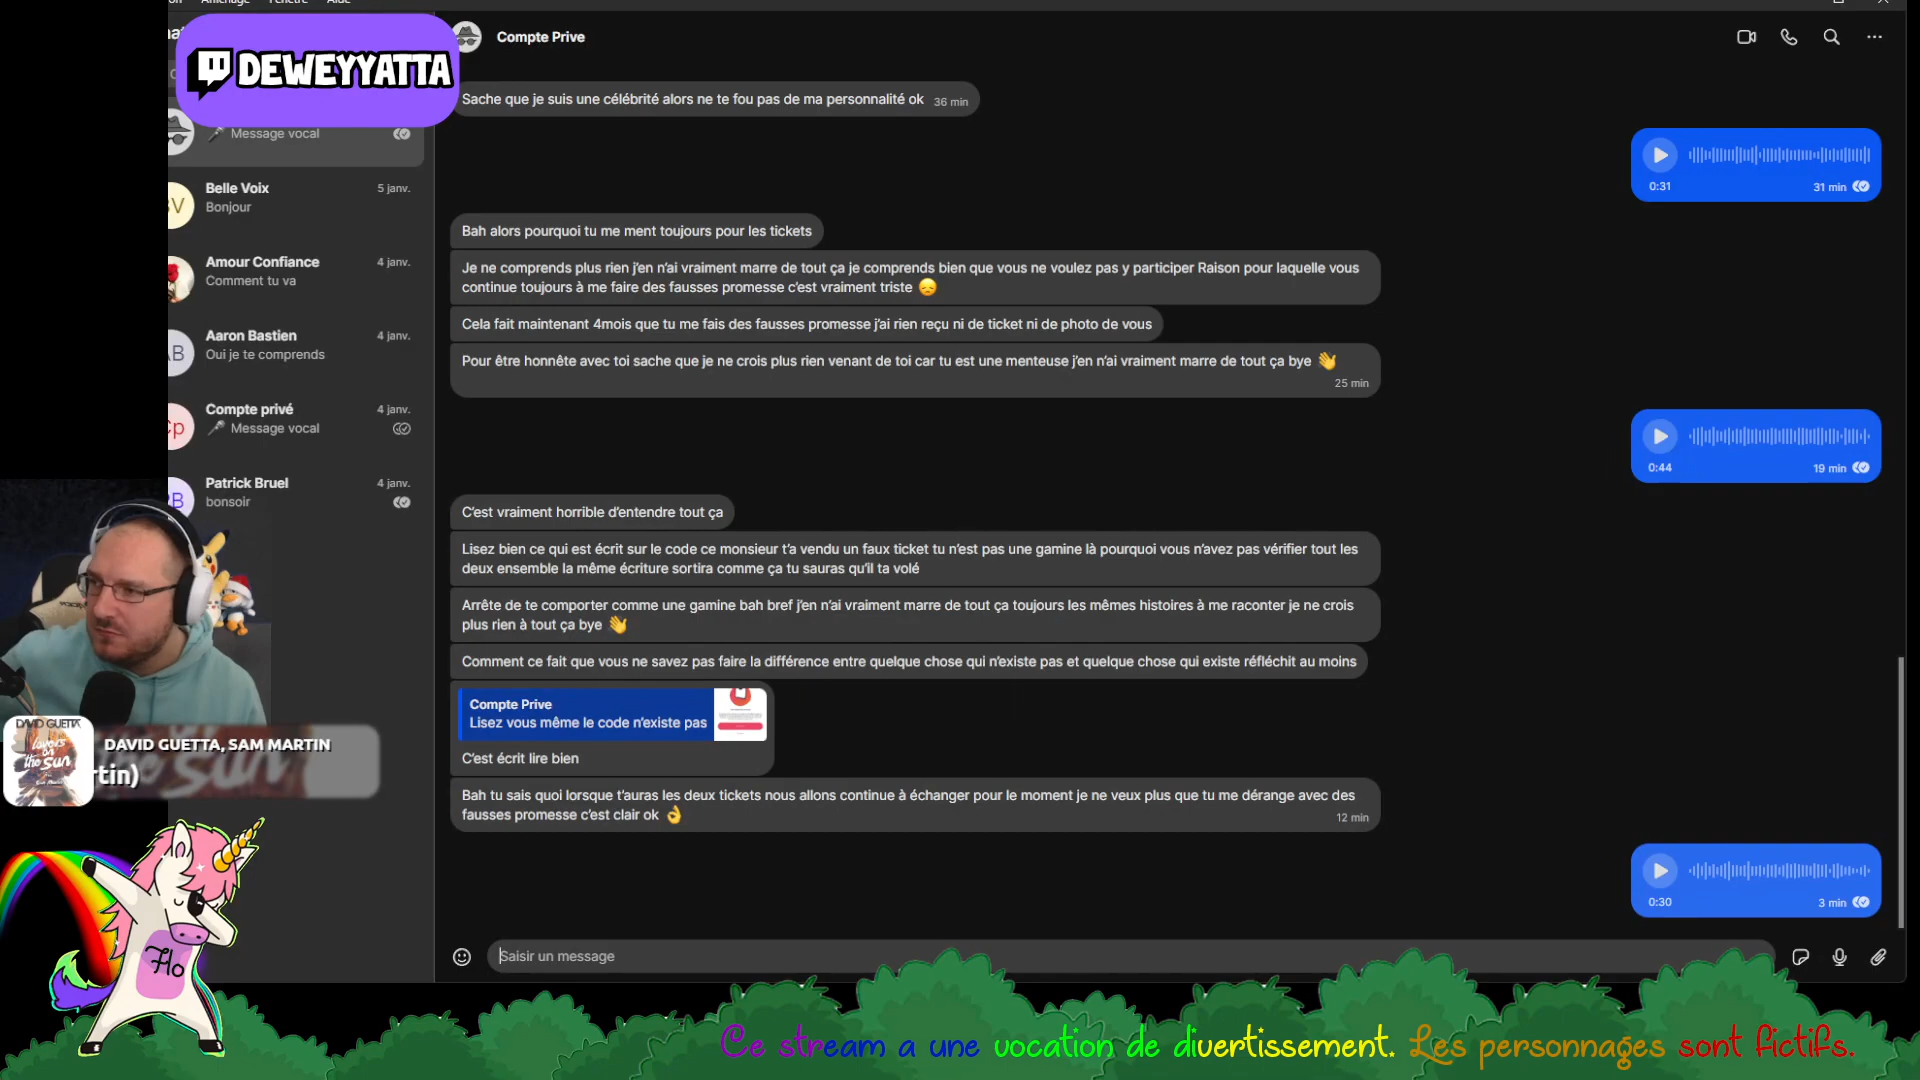 Affichage Fenêtre Aide
DEWEYYATTA
Message vocal
Belle Voix 5 janv.
Bonjour
Amour Confiance 4 janv.
Comment tu va
Aaron Bastien 4 janv.
AB
Oui je te comprends
Compte privé 4 janv.
Cp
Message vocal
Patrick Bruel 4 janv.
bonsoir
Compte Prive
Sache que je suis une célébrité alors ne te fou pas de ma personnalité ok 36 min
0:31 31 min
Bah alors pourquoi tu me ment toujours pour les tickets
Je ne comprends plus rien j'en n'ai vraiment marre de tout ça je comprends bien que vous ne voulez pas y participer Raison pour laquelle vous
continue toujours à me faire des fausses promesse c'est vraiment triste 😞
Cela fait maintenant 4mois que tu me fais des fausses promesse j'ai rien reçu ni de ticket ni de photo de vous
Pour être honnête avec toi sache que je ne crois plus rien venant de toi car tu est une menteuse j'en n'ai vraiment marre de tout ça bye 👋
25 min
0:44 19 min
C'est vraiment horrible d'entendre tout ça
Lisez bien ce qui est écrit sur le code ce monsieur t'a vendu un faux ticket tu n'est pas une gamine là pourquoi vous n'avez pas vérifier tout les
deux ensemble la même écriture sortira comme ça tu sauras qu'il ta volé
Arrête de te comporter comme une gamine bah bref j'en n'ai vraiment marre de tout ça toujours les mêmes histoires à me raconter je ne crois
plus rien à tout ça bye 👋
Comment ce fait que vous ne savez pas faire la différence entre quelque chose qui n'existe pas et quelque chose qui existe réfléchit au moins
Compte Prive
Lisez vous même le code n'existe pas
C'est écrit lire bien
Bah tu sais quoi lorsque t'auras les deux tickets nous allons continue à échanger pour le moment je ne veux plus que tu me dérange avec des
fausses promesse c'est clair ok 👌
12 min
0:30 3 min
Saisir un message
DAVID GUETTA
lovers
on
the Sun
DAVID GUETTA, SAM MARTIN
rtin)
Flo
Ce stream a une vocation de divertissement. Les personnages sont fictifs.